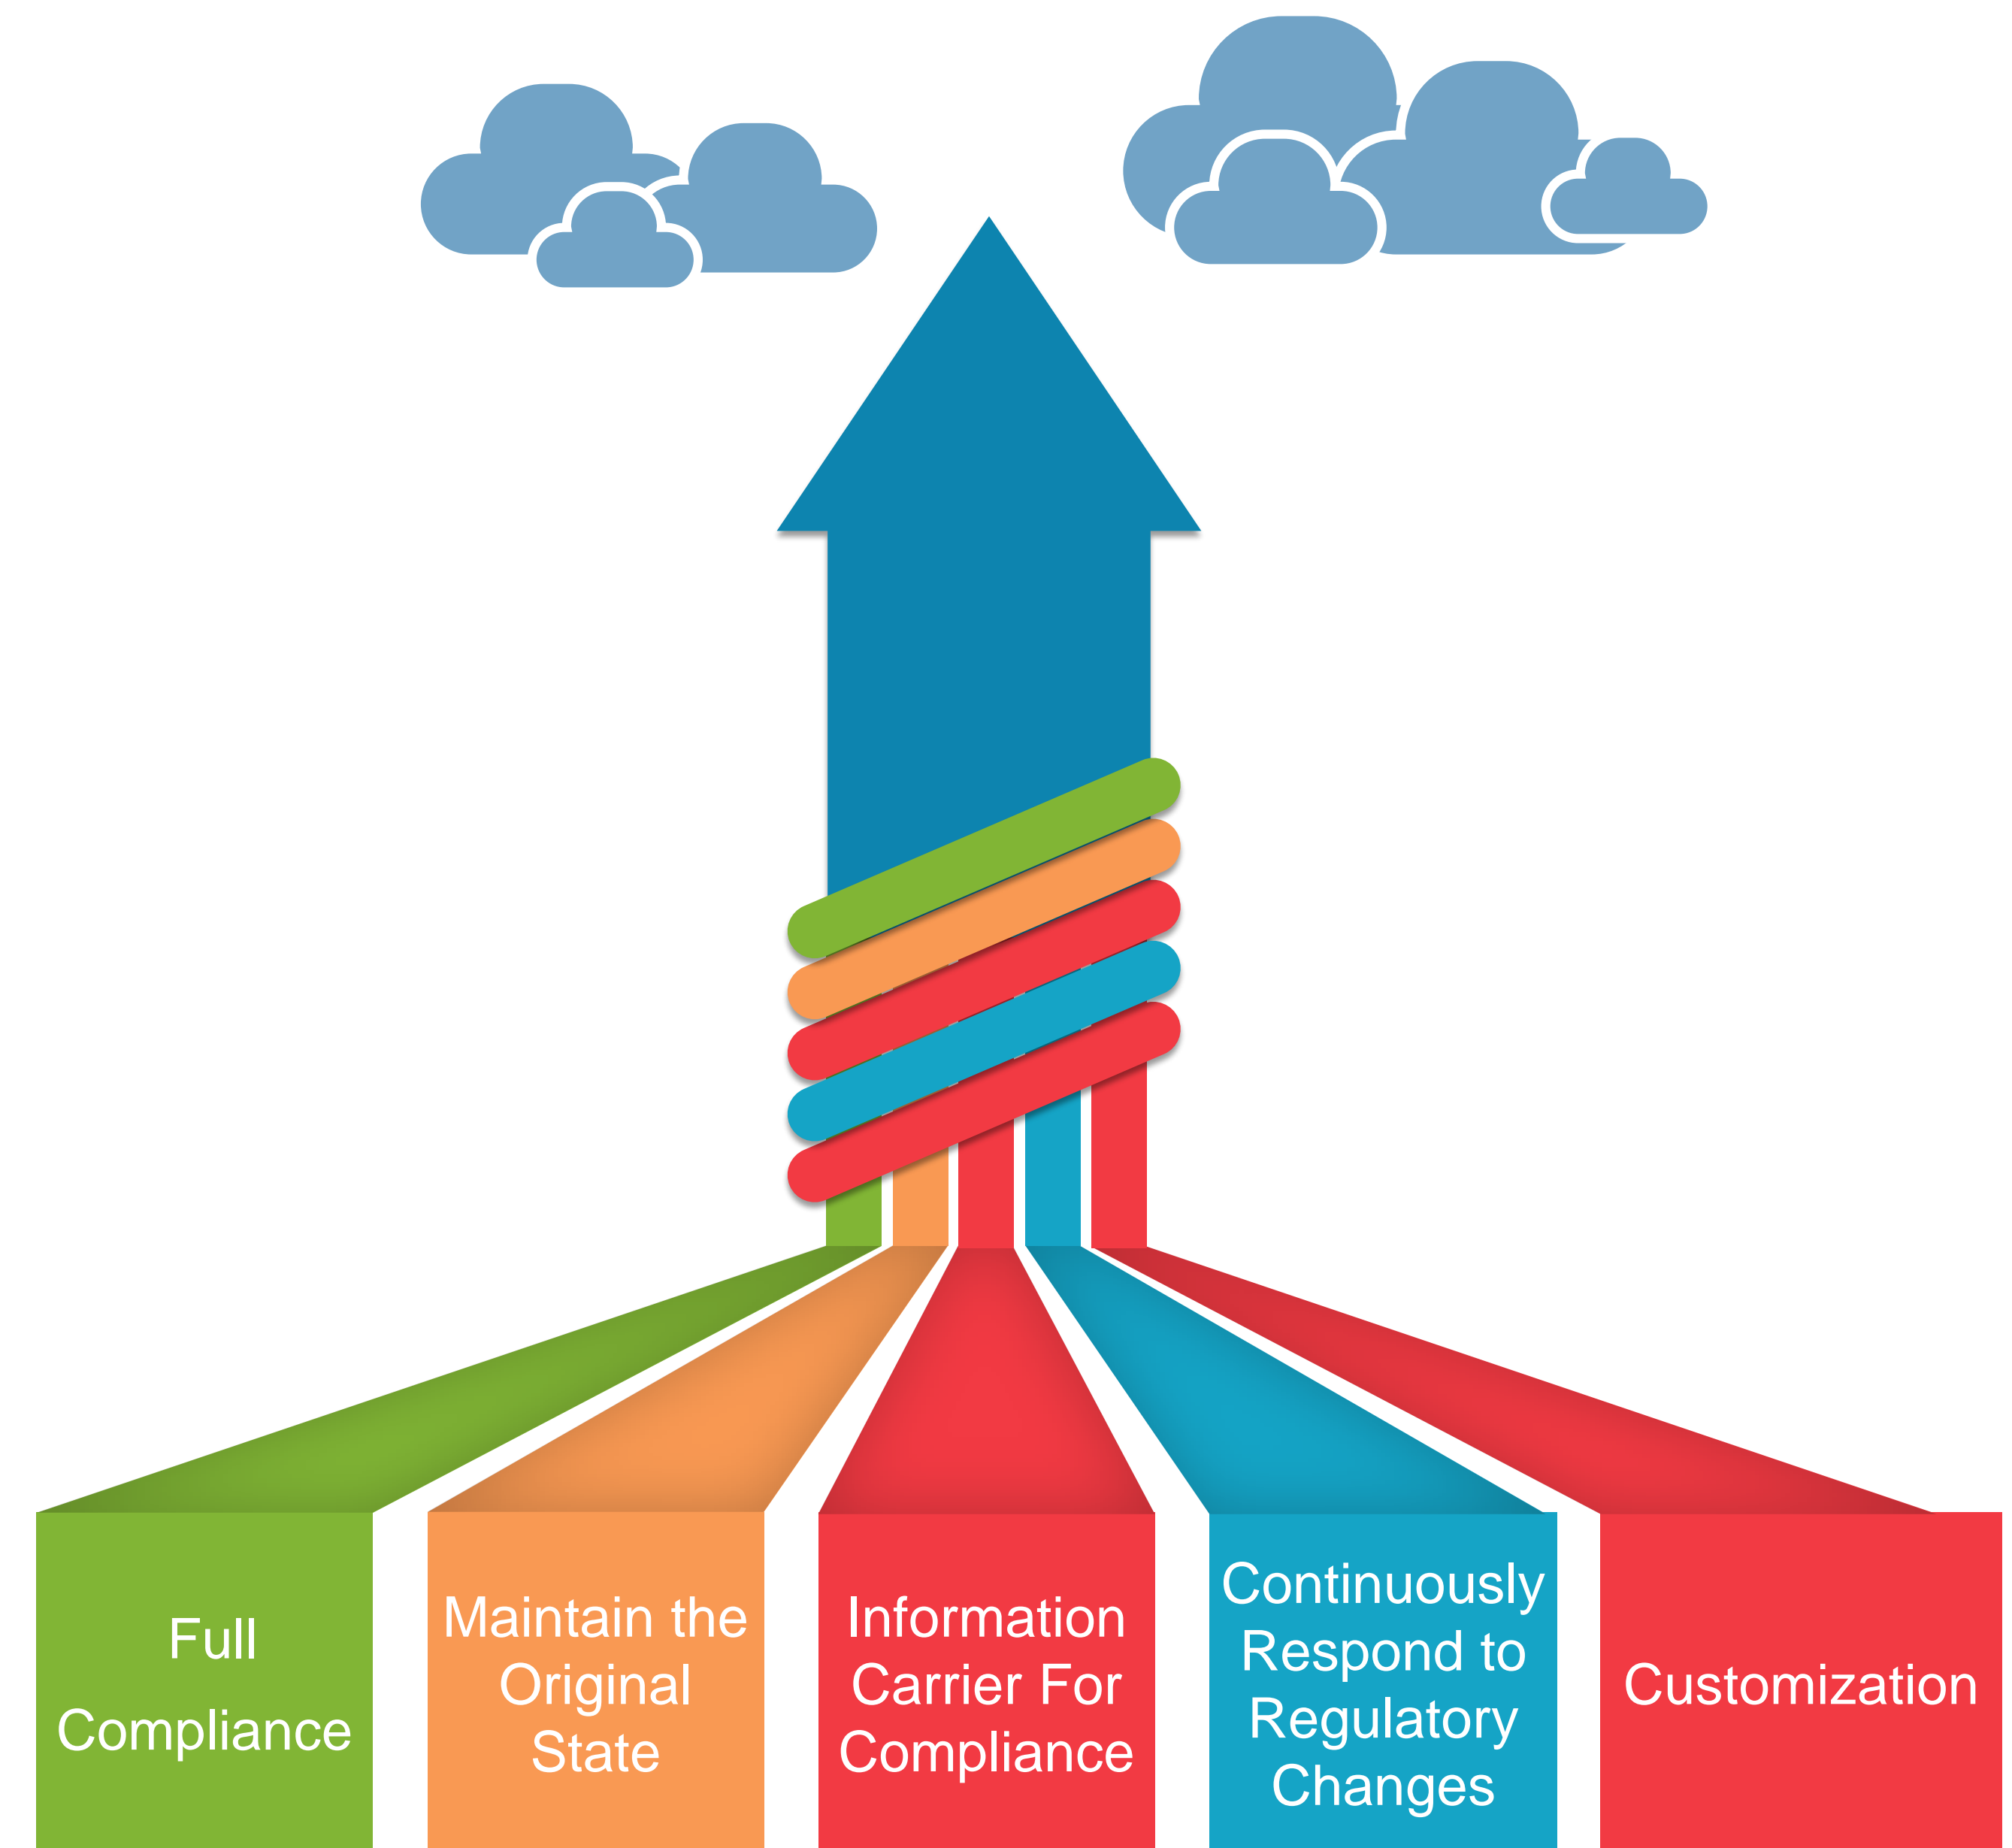 Full
Compliance
Maintain the
Original
State
Information
Carrier For
Compliance
Continuously
Respond to
Regulatory
Changes
Customization